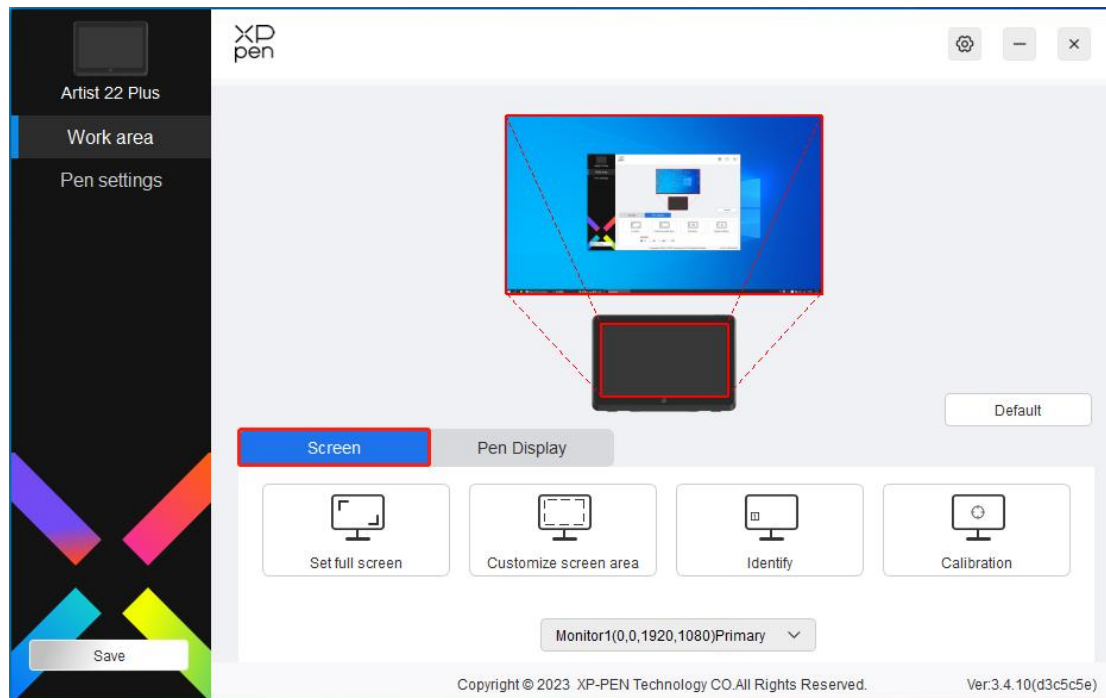 XP
pen
Artist 22 Plus
Work area
Pen settings
Default
Screen
Pen Display
Set full screen
Customize screen area
1
Identify
Calibration
Monitor1(0,0,1920,1080)Primary
Save
Copyright © 2023 XP-PEN Technology CO.All Rights Reserved.
Ver:3.4.10(d3c5c5e)